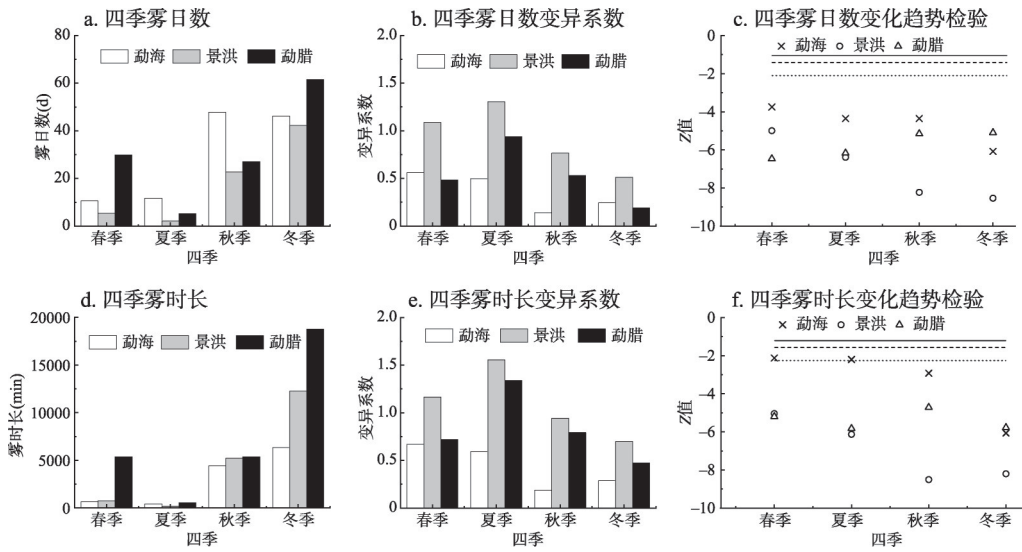 a. 四季雾日数
80
60
40
20
0
雾日数(d)
勐海 景洪 勐腊
春季 夏季 秋季 冬季
四季
b. 四季雾日数变异系数
2.0
1.5
1.0
0.5
0
变异系数
勐海 景洪 勐腊
春季 夏季 秋季 冬季
四季
c. 四季雾日数变化趋势检验
0
−2
−4
−6
−8
−10
Z值
勐海 景洪 勐腊
春季 夏季 秋季 冬季
四季
d. 四季雾时长
20000
15000
10000
5000
0
雾时长(min)
勐海 景洪 勐腊
春季 夏季 秋季 冬季
四季
e. 四季雾时长变异系数
2.0
1.5
1.0
0.5
0
变异系数
勐海 景洪 勐腊
春季 夏季 秋季 冬季
四季
f. 四季雾时长变化趋势检验
0
−2
−4
−6
−8
−10
Z值
勐海 景洪 勐腊
春季 夏季 秋季 冬季
四季